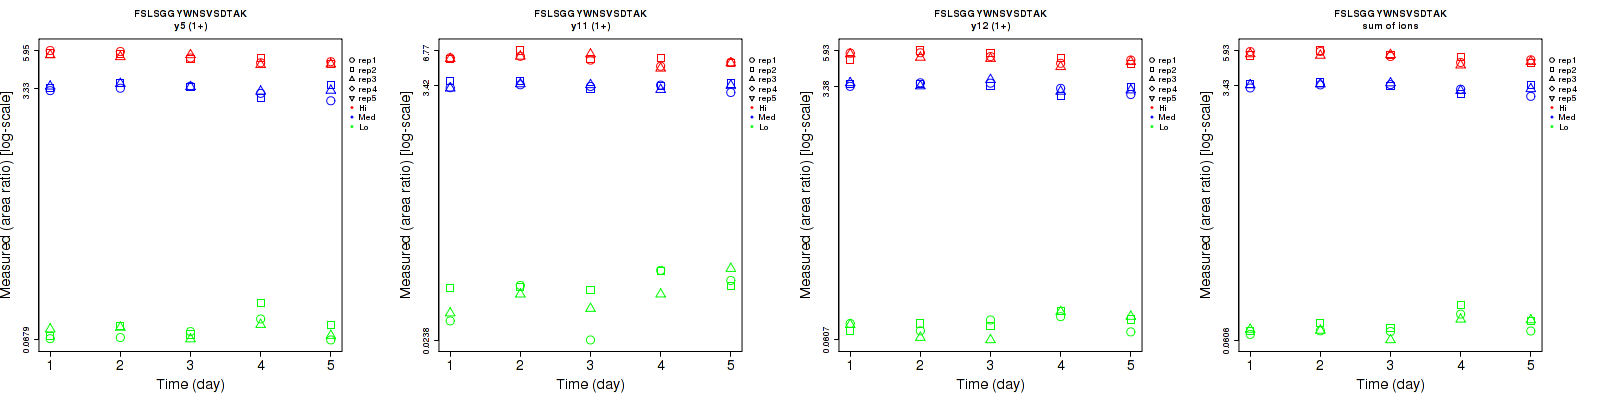 FSLSGGYWNSVSDTAK
y5 (1+)
Measured (area ratio) [log-scale]
5.95
3.33
0.0679
1 2 3 4 5
Time (day)
rep1
rep2
rep3
rep4
rep5
Hi
Med
Lo
FSLSGGYWNSVSDTAK
y11 (1+)
Measured (area ratio) [log-scale]
6.77
3.42
0.0238
1 2 3 4 5
Time (day)
rep1
rep2
rep3
rep4
rep5
Hi
Med
Lo
FSLSGGYWNSVSDTAK
y12 (1+)
Measured (area ratio) [log-scale]
5.93
3.38
0.0607
1 2 3 4 5
Time (day)
rep1
rep2
rep3
rep4
rep5
Hi
Med
Lo
FSLSGGYWNSVSDTAK
sum of ions
Measured (area ratio) [log-scale]
5.93
3.43
0.0606
1 2 3 4 5
Time (day)
rep1
rep2
rep3
rep4
rep5
Hi
Med
Lo